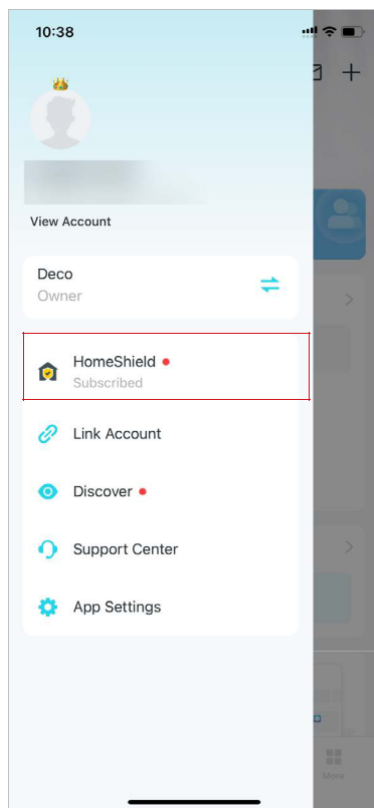 10:38
View Account
Deco
Owner
HomeShield
Subscribed
Link Account
Discover
Support Center
App Settings
More